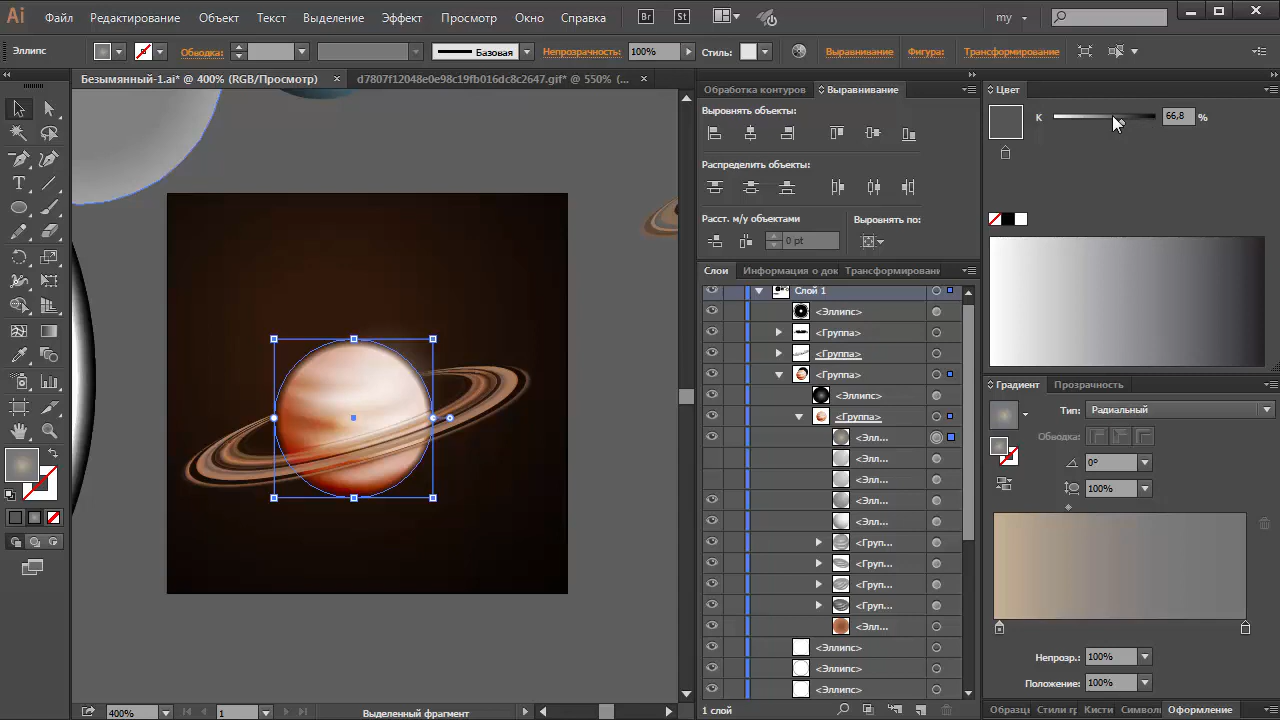 Ai Файл Редактирование Объект Текст Выделение Эффект Просмотр Окно Справка Br St my
Эллипс Обводка: Базовая Непрозрачность: 100% Стиль: Выравнивание Фигура: Трансформирование
Безымянный-1.ai* @ 400% (RGB/Просмотр) × d7807f12048e0e98c19fb016dc8c2647.gif* @ 550% (... ×
Обработка контуров Выравнивание
Выровнять объекты:
Распределить объекты:
Расст. м/у объектами Выровнять по:
0 pt
Слои Информация о док Трансформировани
Слой 1
<Эллипс>
<Группа>
<Группа>
<Группа>
<Эллипс>
<Группа>
<Элл...
<Элл...
<Элл...
<Элл...
<Элл...
<Груп...
<Груп...
<Груп...
<Груп...
<Элл...
<Эллипс>
<Эллипс>
<Эллипс>
1 слой
Цвет
K 66,8 %
Градиент Прозрачность
Тип: Радиальный
Обводка:
0°
100%
Непрозр.: 100%
Положение: 100%
Образц Стили гр Кисти Символ Оформление
400% 1 Выделенный фрагмент